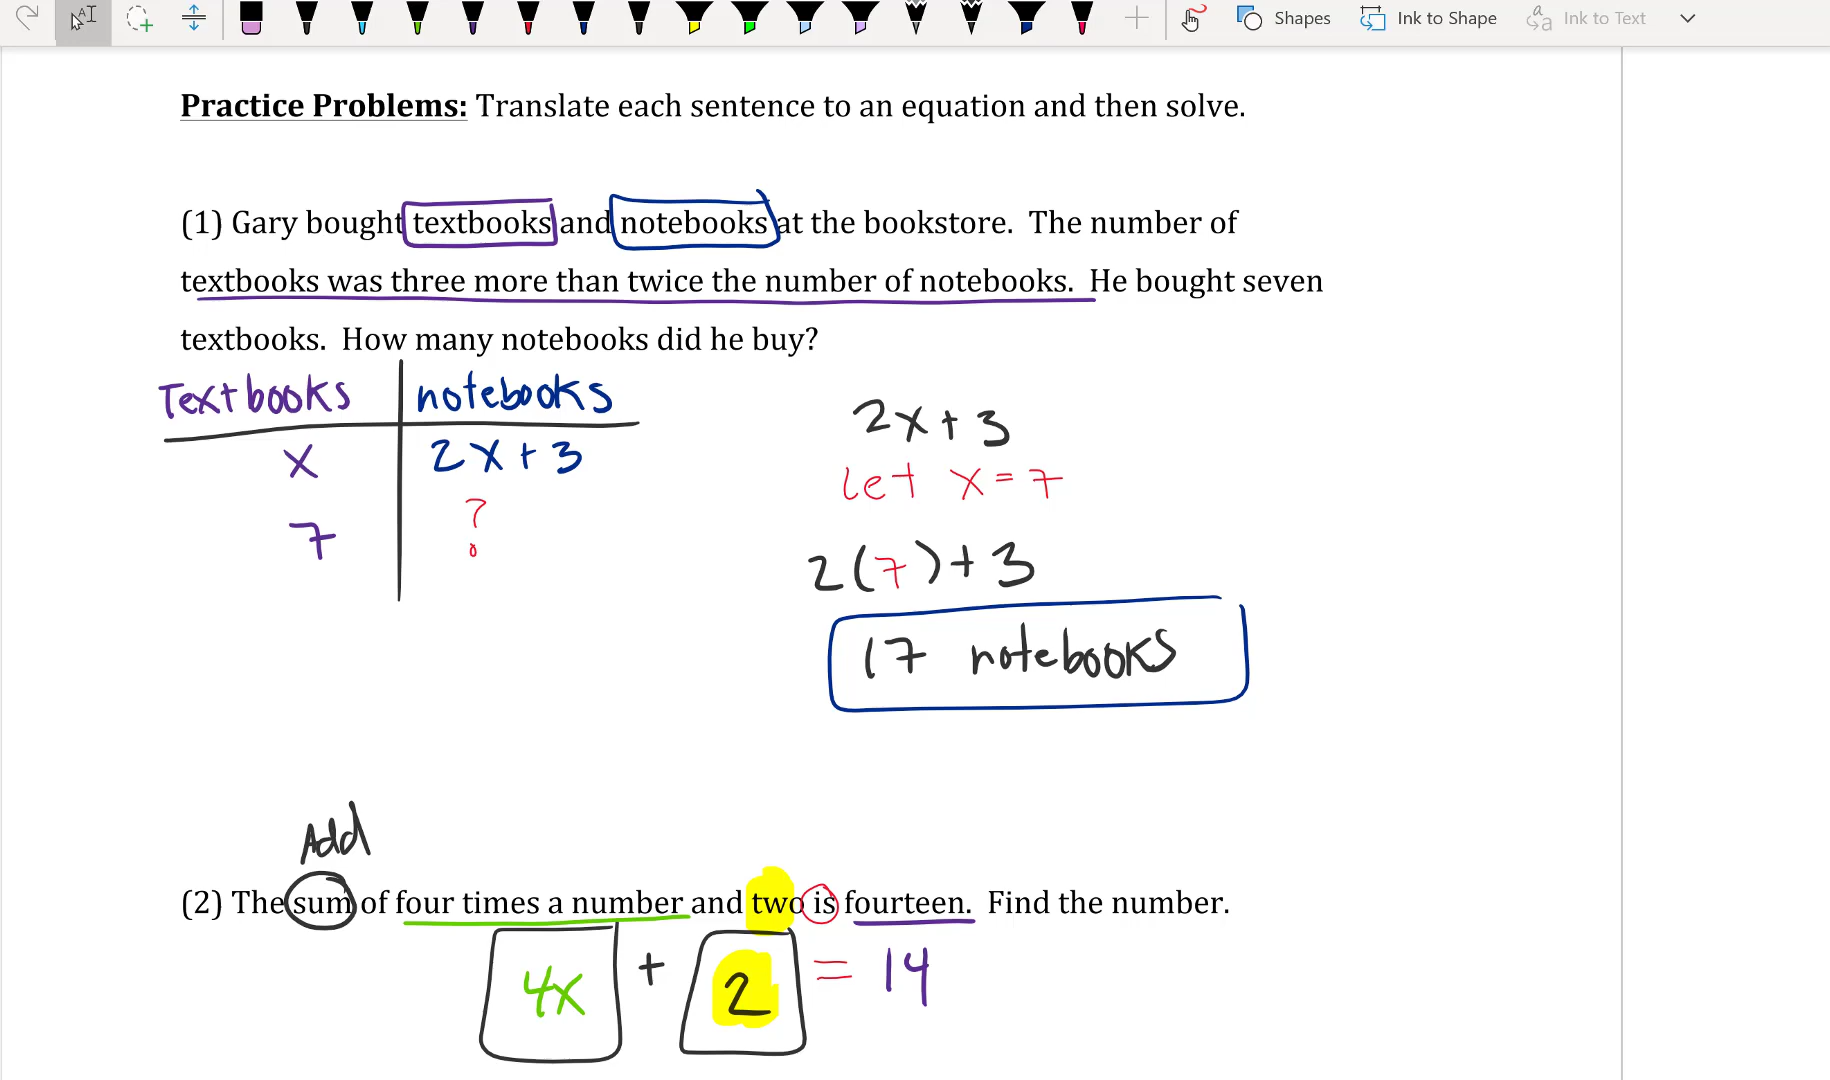 Shapes Ink to Shape Ink to Text
Practice Problems: Translate each sentence to an equation and then solve.
(1) Gary bought textbooks and notebooks at the bookstore. The number of
textbooks was three more than twice the number of notebooks. He bought seven
textbooks. How many notebooks did he buy?
Textbooks notebooks
x 2x+3
7 ?
2x+3
let x=7
2(7)+3
17 notebooks
Add
(2) The sum of four times a number and two is fourteen. Find the number.
4x + 2 = 14